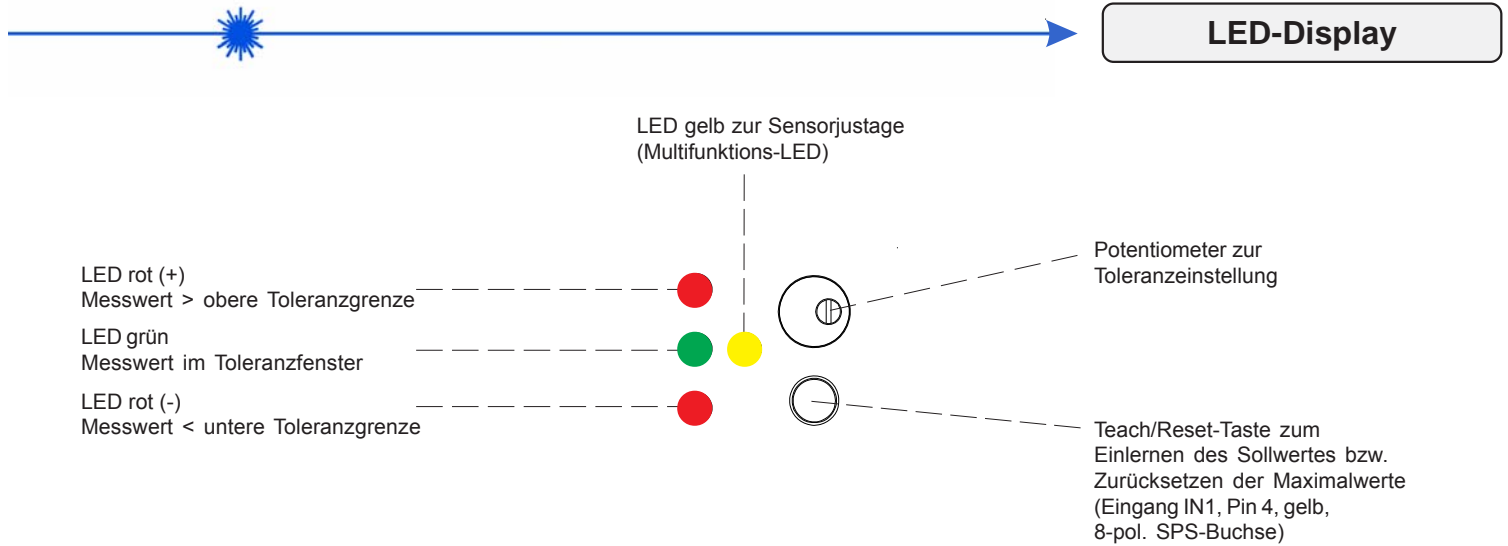 LED-Display
LED gelb zur Sensorjustage
(Multifunktions-LED)
LED rot (+)
Messwert > obere Toleranzgrenze
LED grün
Messwert im Toleranzfenster
LED rot (-)
Messwert < untere Toleranzgrenze
Potentiometer zur
Toleranzeinstellung
Teach/Reset-Taste zum
Einlernen des Sollwertes bzw.
Zurücksetzen der Maximalwerte
(Eingang IN1, Pin 4, gelb,
8-pol. SPS-Buchse)